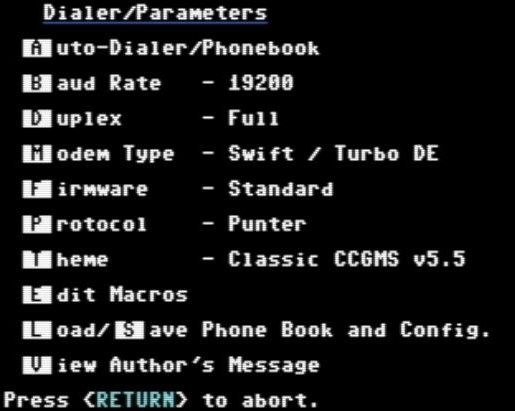 Dialer/Parameters
Auto-Dialer/Phonebook
Baud Rate - 19200
Duplex - Full
Modem Type - Swift / Turbo DE
Firmware - Standard
Protocol - Punter
Theme - Classic CCGMS v5.5
Edit Macros
Load/Save Phone Book and Config.
View Author's Message
Press <RETURN> to abort.